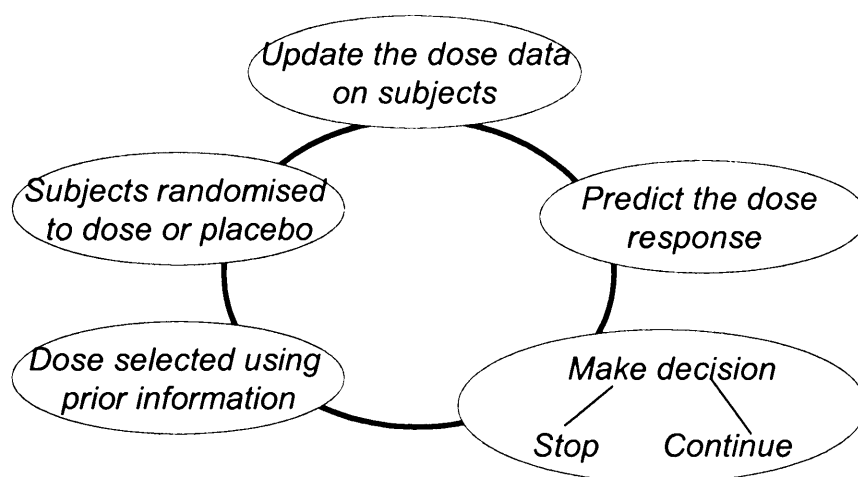 Update the dose data
on subjects
Subjects randomised
to dose or placebo
Predict the dose
response
Dose selected using
prior information
Make decision
Stop Continue